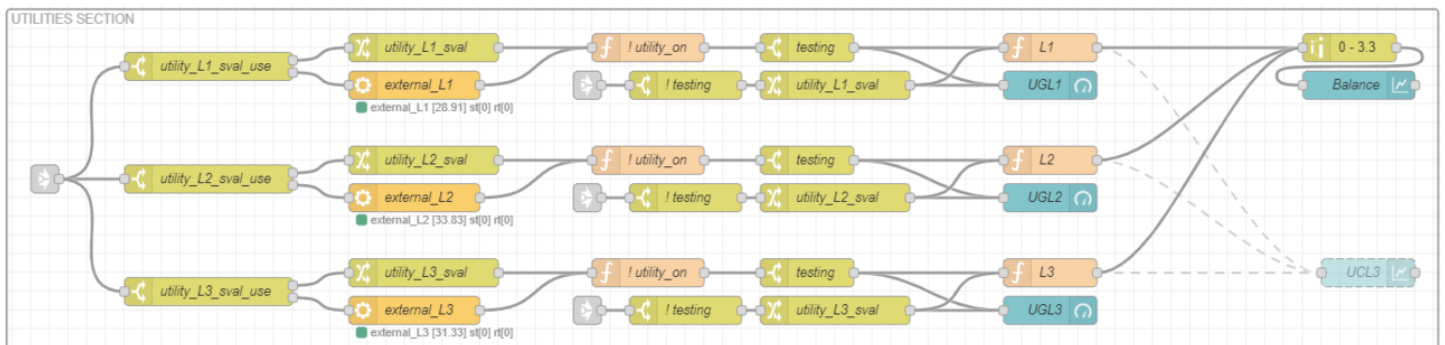 UTILITIES SECTION
utility_L1_sval ! utility_on testing L1 0 - 3.3
utility_L1_sval_use
external_L1 ! testing utility_L1_sval UGL1 Balance
external_L1 [28.91] st[0] rt[0]
utility_L2_sval ! utility_on testing L2
utility_L2_sval_use
external_L2 ! testing utility_L2_sval UGL2
external_L2 [33.83] st[0] rt[0]
utility_L3_sval ! utility_on testing L3 UCL3
utility_L3_sval_use
external_L3 ! testing utility_L3_sval UGL3
external_L3 [31.33] st[0] rt[0]